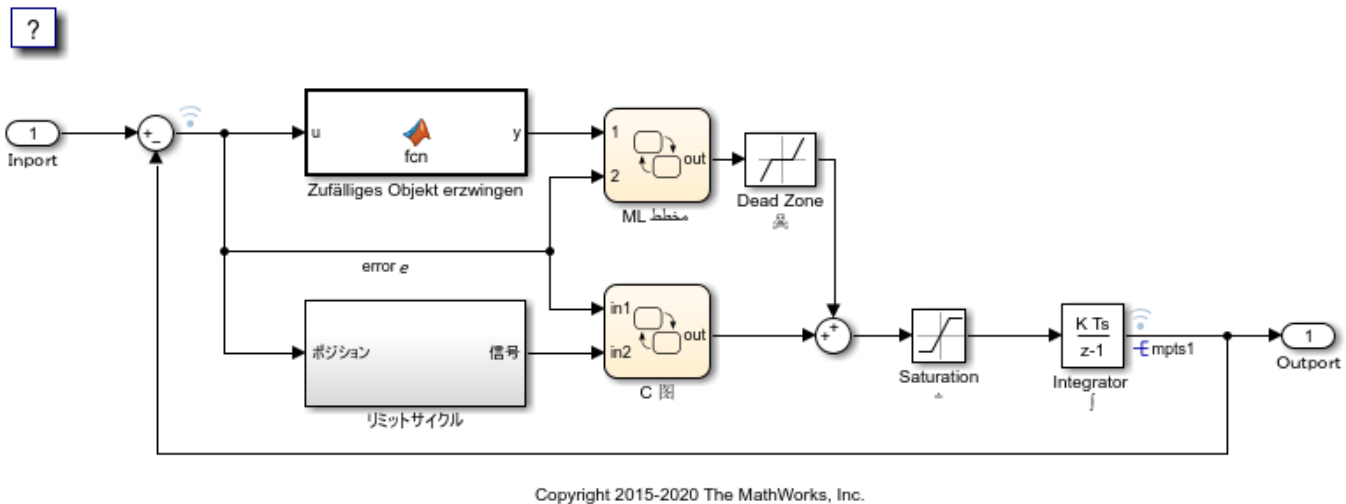 ?
1
Inport
+
−
u
fcn
y
Zufälliges Objekt erzwingen
1
2
out
ML مخطط
Dead Zone
error e
ポジション
信号
リミットサイクル
in1
in2
out
C 图
+
+
Saturation
K Ts
z-1
Integrator
∫
mpts1
1
Outport
Copyright 2015-2020 The MathWorks, Inc.